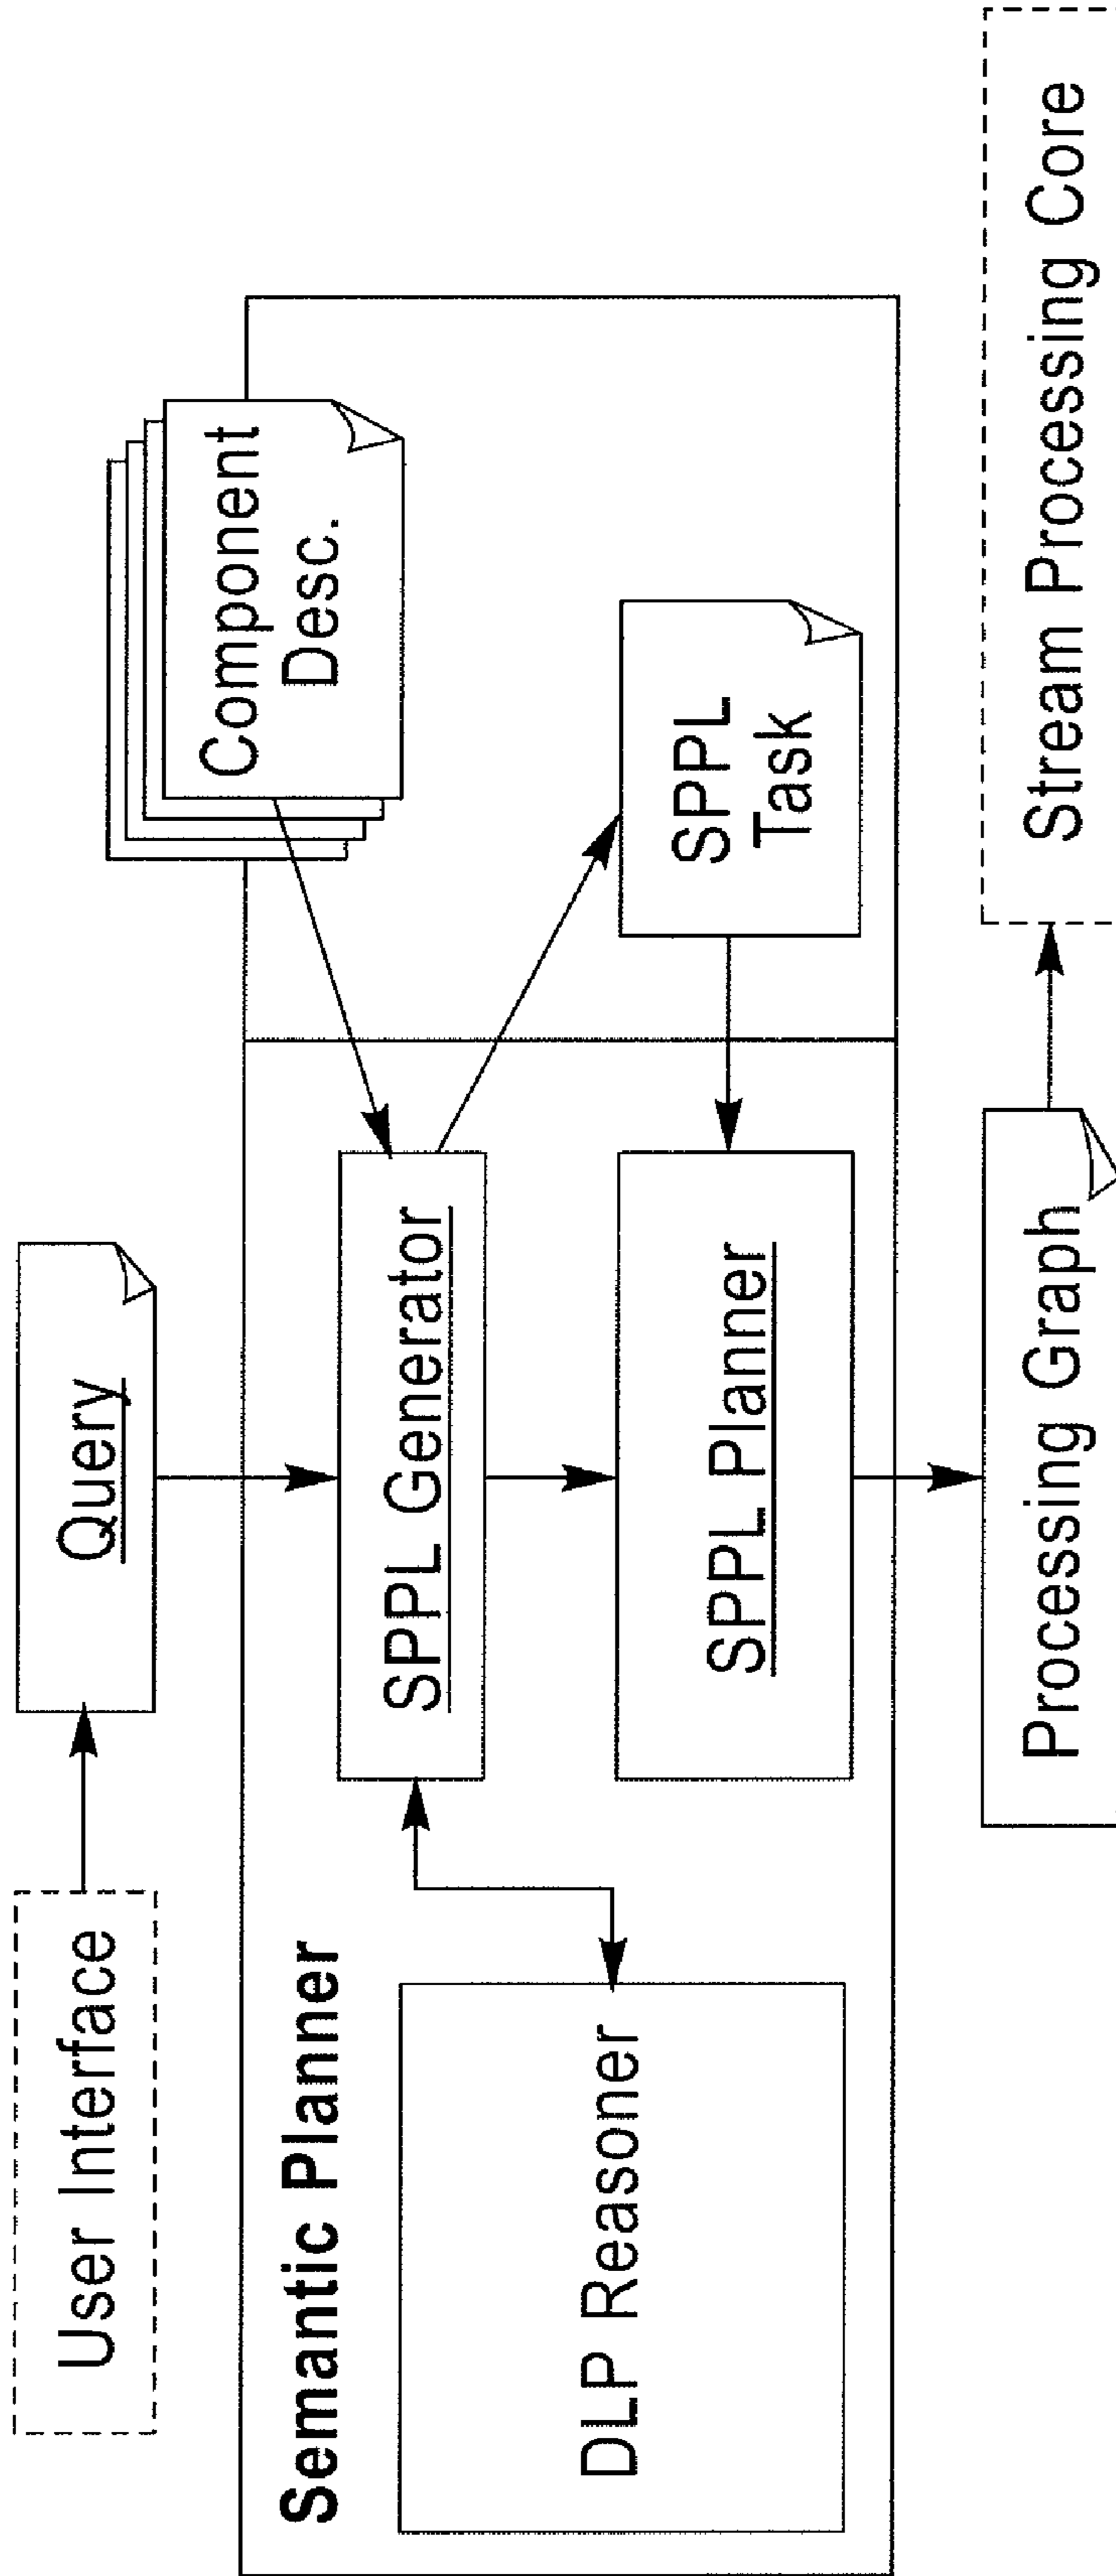 User Interface
Query
Semantic Planner
Component
Desc.
SPPL Generator
DLP Reasoner
SPPL
Task
SPPL Planner
Processing Graph
Stream Processing Core